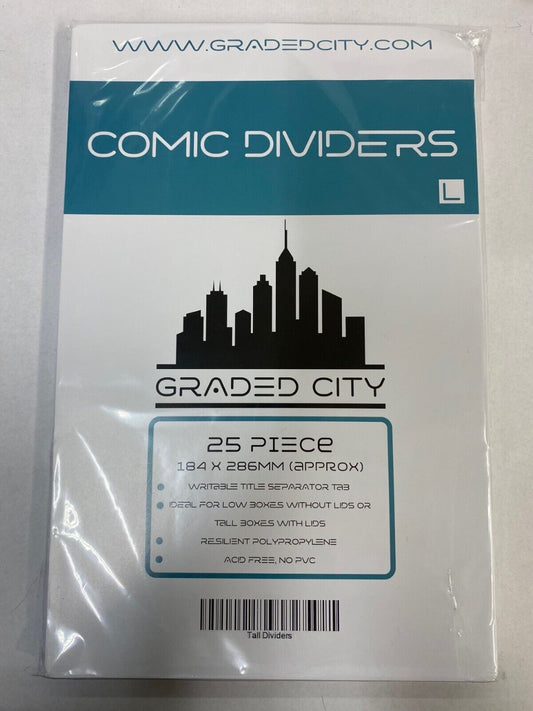 WWW.GRADEDCITY.COM
COMIC DIVIDERS
L
GRADED CITY
25 PIECE
184 X 286MM (APPROX)
WRITABLE TITLE SEPARATOR TAB
IDEAL FOR LOW BOXES WITHOUT LIDS OR
TALL BOXES WITH LIDS
RESILIENT POLYPROPYLENE
ACID FREE, NO PVC
Tall Dividers